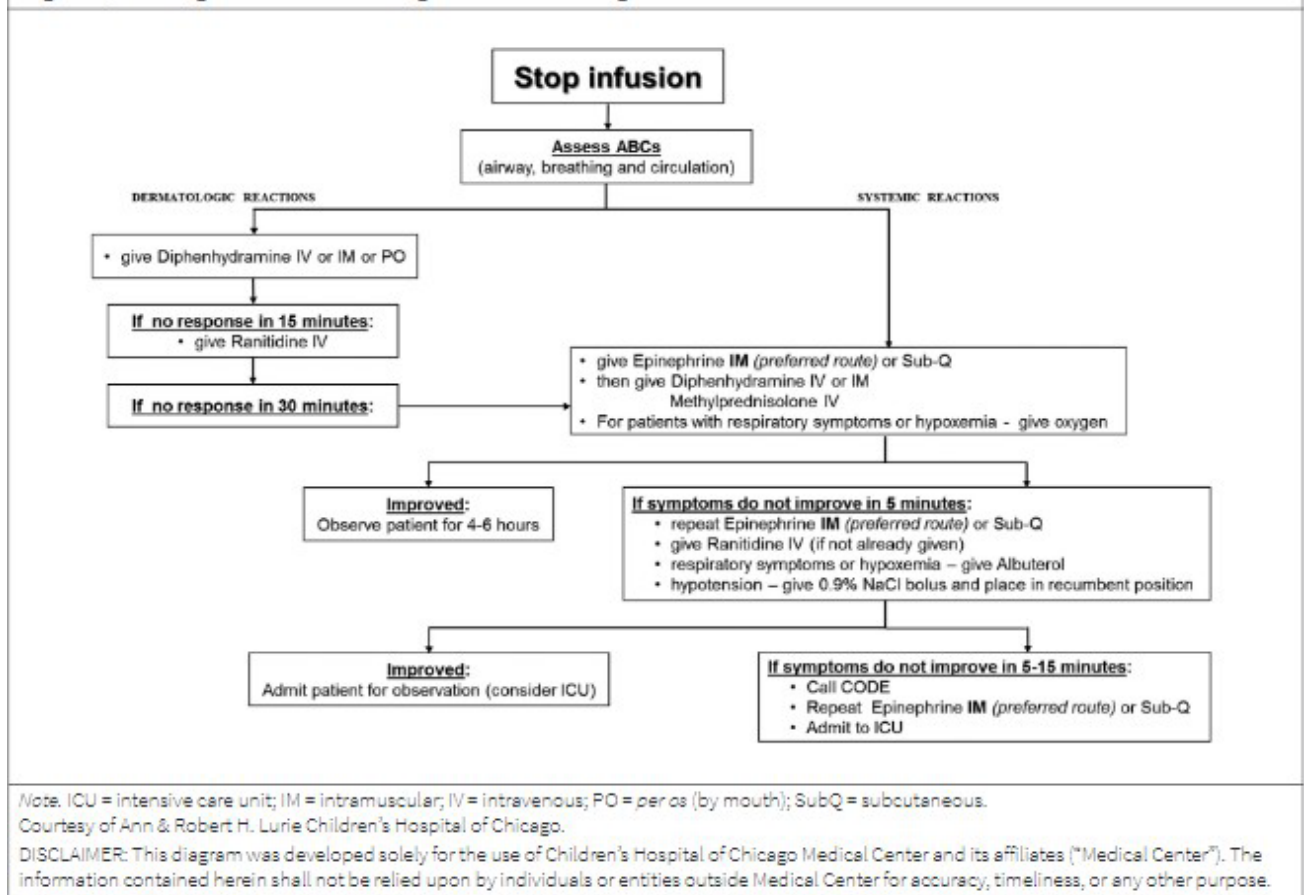 Stop infusion
Assess ABCs
(airway, breathing and circulation)
DERMATOLOGIC REACTIONS
SYSTEMIC REACTIONS
• give Diphenhydramine IV or IM or PO
If no response in 15 minutes:
• give Ranitidine IV
If no response in 30 minutes:
• give Epinephrine IM (preferred route) or Sub-Q
• then give Diphenhydramine IV or IM
Methylprednisolone IV
• For patients with respiratory symptoms or hypoxemia - give oxygen
Improved:
Observe patient for 4-6 hours
If symptoms do not improve in 5 minutes:
• repeat Epinephrine IM (preferred route) or Sub-Q
• give Ranitidine IV (if not already given)
• respiratory symptoms or hypoxemia – give Albuterol
• hypotension – give 0.9% NaCl bolus and place in recumbent position
Improved:
Admit patient for observation (consider ICU)
If symptoms do not improve in 5-15 minutes:
• Call CODE
• Repeat Epinephrine IM (preferred route) or Sub-Q
• Admit to ICU
Note. ICU = intensive care unit; IM = intramuscular; IV = intravenous; PO = per os (by mouth); SubQ = subcutaneous.
Courtesy of Ann & Robert H. Lurie Children's Hospital of Chicago.
DISCLAIMER: This diagram was developed solely for the use of Children's Hospital of Chicago Medical Center and its affiliates ("Medical Center"). The
information contained herein shall not be relied upon by individuals or entities outside Medical Center for accuracy, timeliness, or any other purpose.